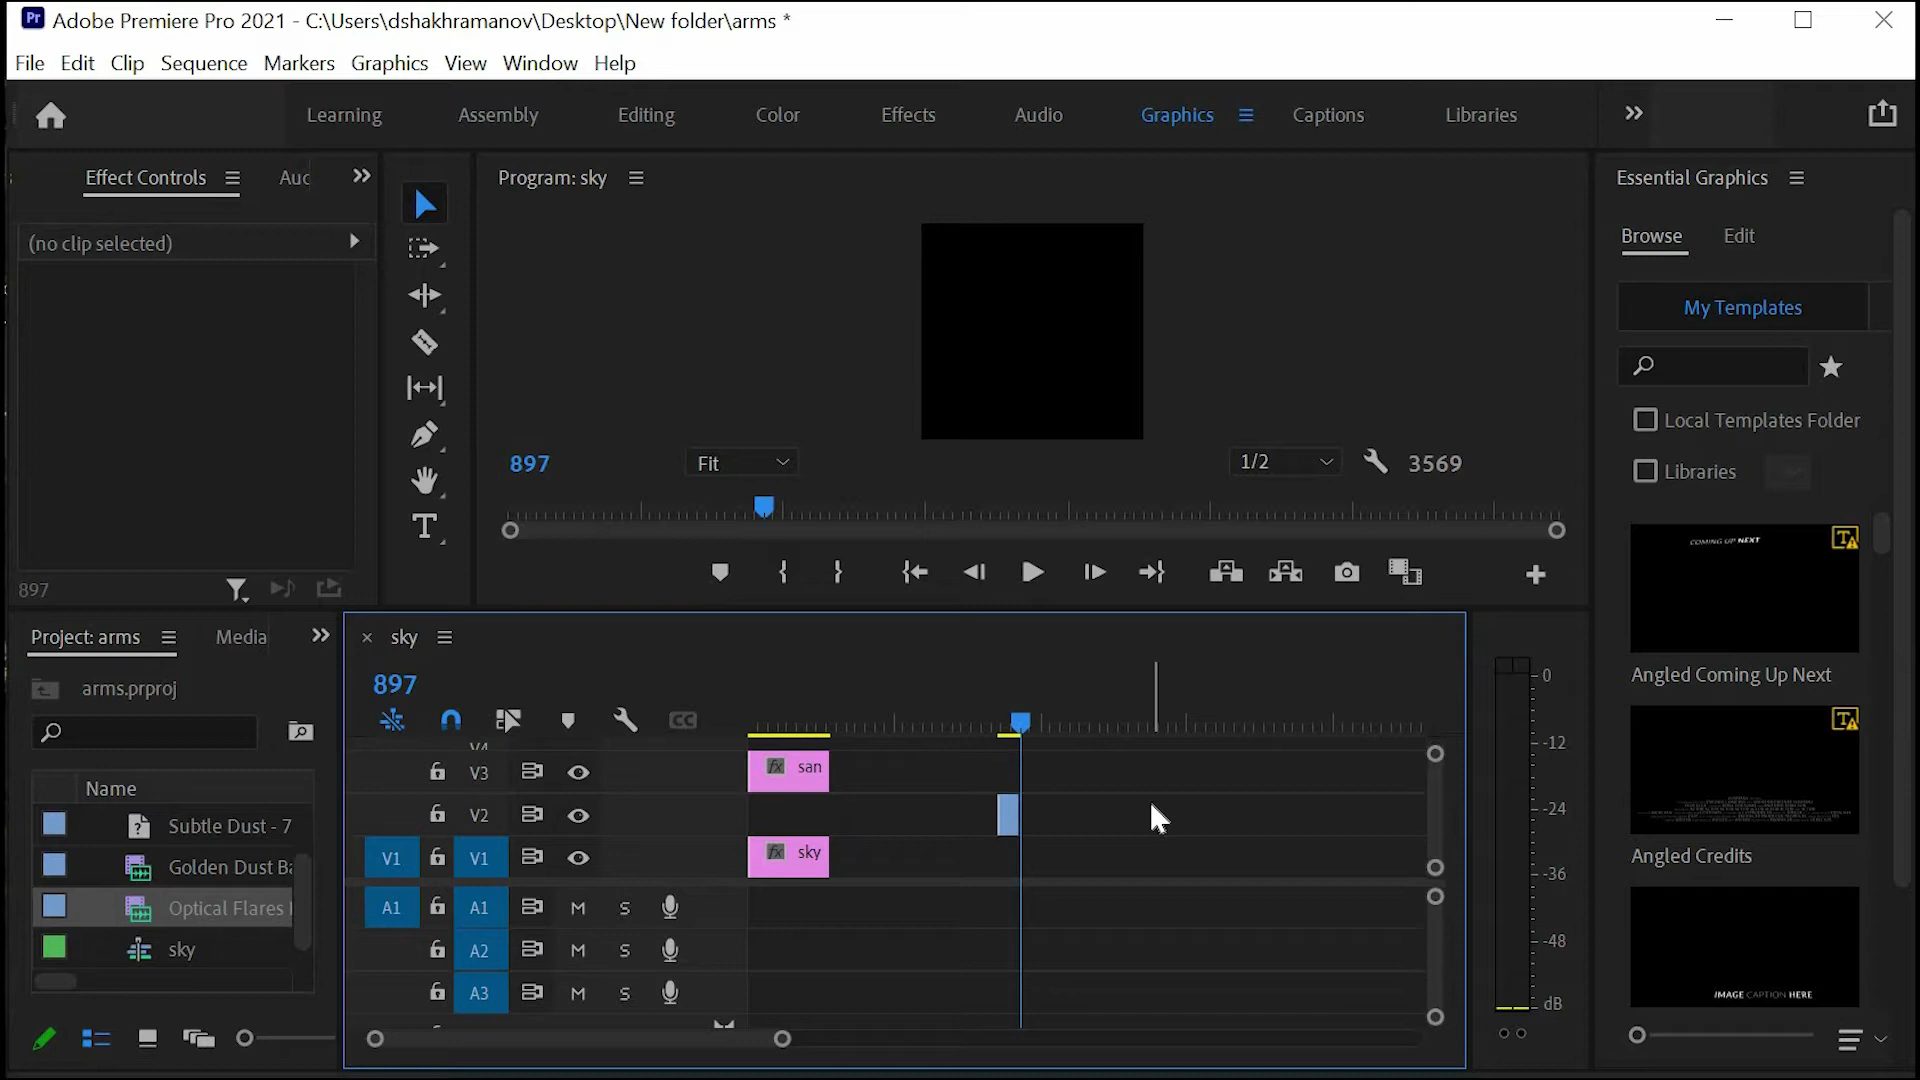 Pr Adobe Premiere Pro 2021 - C:\Users\dshakhramanov\Desktop\New folder\arms *
File Edit Clip Sequence Markers Graphics View Window Help
Learning Assembly Editing Color Effects Audio Graphics Captions Libraries
Effect Controls Auc
(no clip selected)
897
Program: sky
897 Fit 1/2 3569
Essential Graphics
Browse Edit
My Templates
Local Templates Folder
Libraries
COMING UP NEXT
Angled Coming Up Next
Angled Credits
IMAGE CAPTION HERE
Project: arms Media
arms.prproj
Name
Subtle Dust - 7
Golden Dust Ba
Optical Flares
sky
sky
897
CC
V4
V3 fx san
V2
V1 V1 fx sky
A1 A1 M S
A2 M S
A3 M S
0
-12
-24
-36
-48
dB